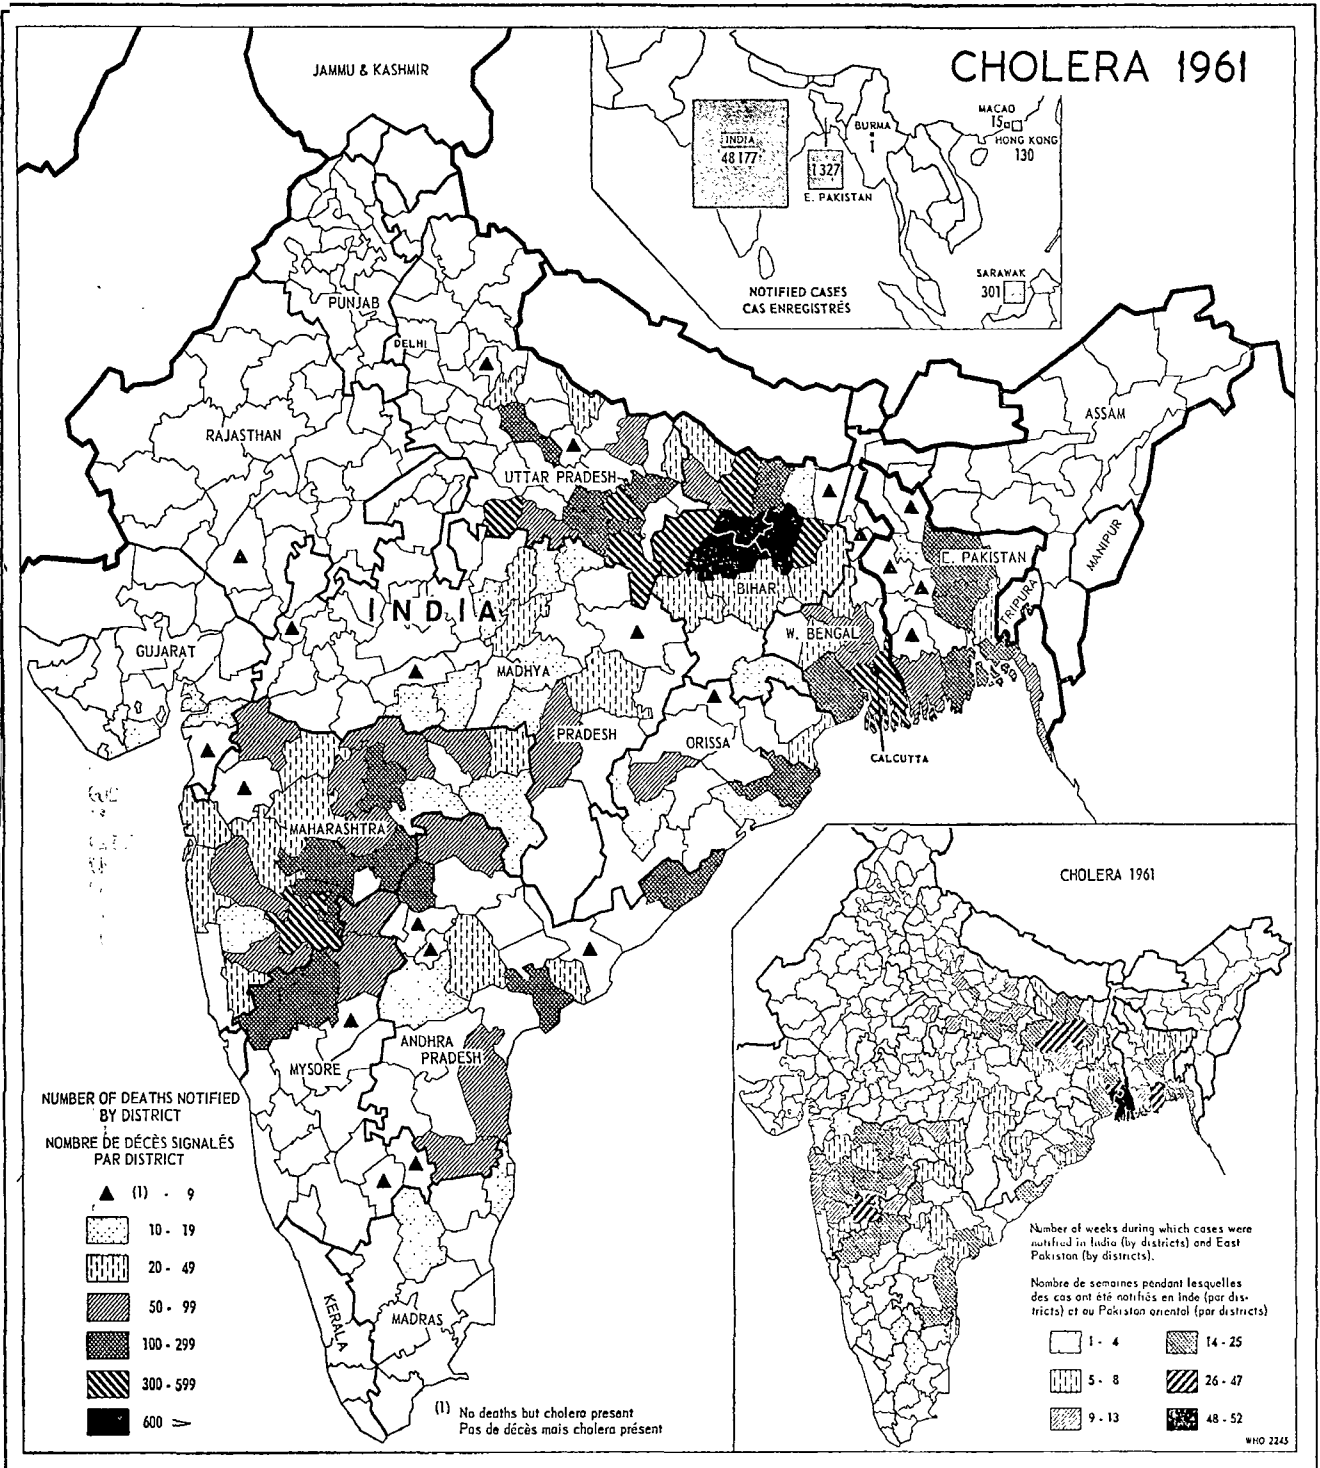 CHOLERA 1961
JAMMU & KASHMIR
INDIA
48 177
1 327
E. PAKISTAN
BURMA
1
MACAO
15
HONG KONG
130
SARAWAK
301
NOTIFIED CASES
CAS ENREGISTRÉS
PUNJAB
DELHI
RAJASTHAN
UTTAR PRADESH
ASSAM
MANIPUR
E. PAKISTAN
TRIPURA
BIHAR
INDIA
W. BENGAL
GUJARAT
MADHYA
PRADESH
ORISSA
CALCUTTA
MAHARASHTRA
ANDHRA
PRADESH
MYSORE
KERALA
MADRAS
NUMBER OF DEATHS NOTIFIED
BY DISTRICT
NOMBRE DE DÉCÈS SIGNALÉS
PAR DISTRICT
(1) - 9
10 - 19
20 - 49
50 - 99
100 - 299
300 - 599
600 ⩾
(1) No deaths but cholera present
Pas de décès mais choléra présent
CHOLERA 1961
Number of weeks during which cases were
notified in India (by districts) and East
Pakistan (by districts).
Nombre de semaines pendant lesquelles
des cas ont été notifiés en Inde (par dis-
tricts) et au Pakistan oriental (par districts)
1 - 4
5 - 8
9 - 13
14 - 25
26 - 47
48 - 52
WHO 2245